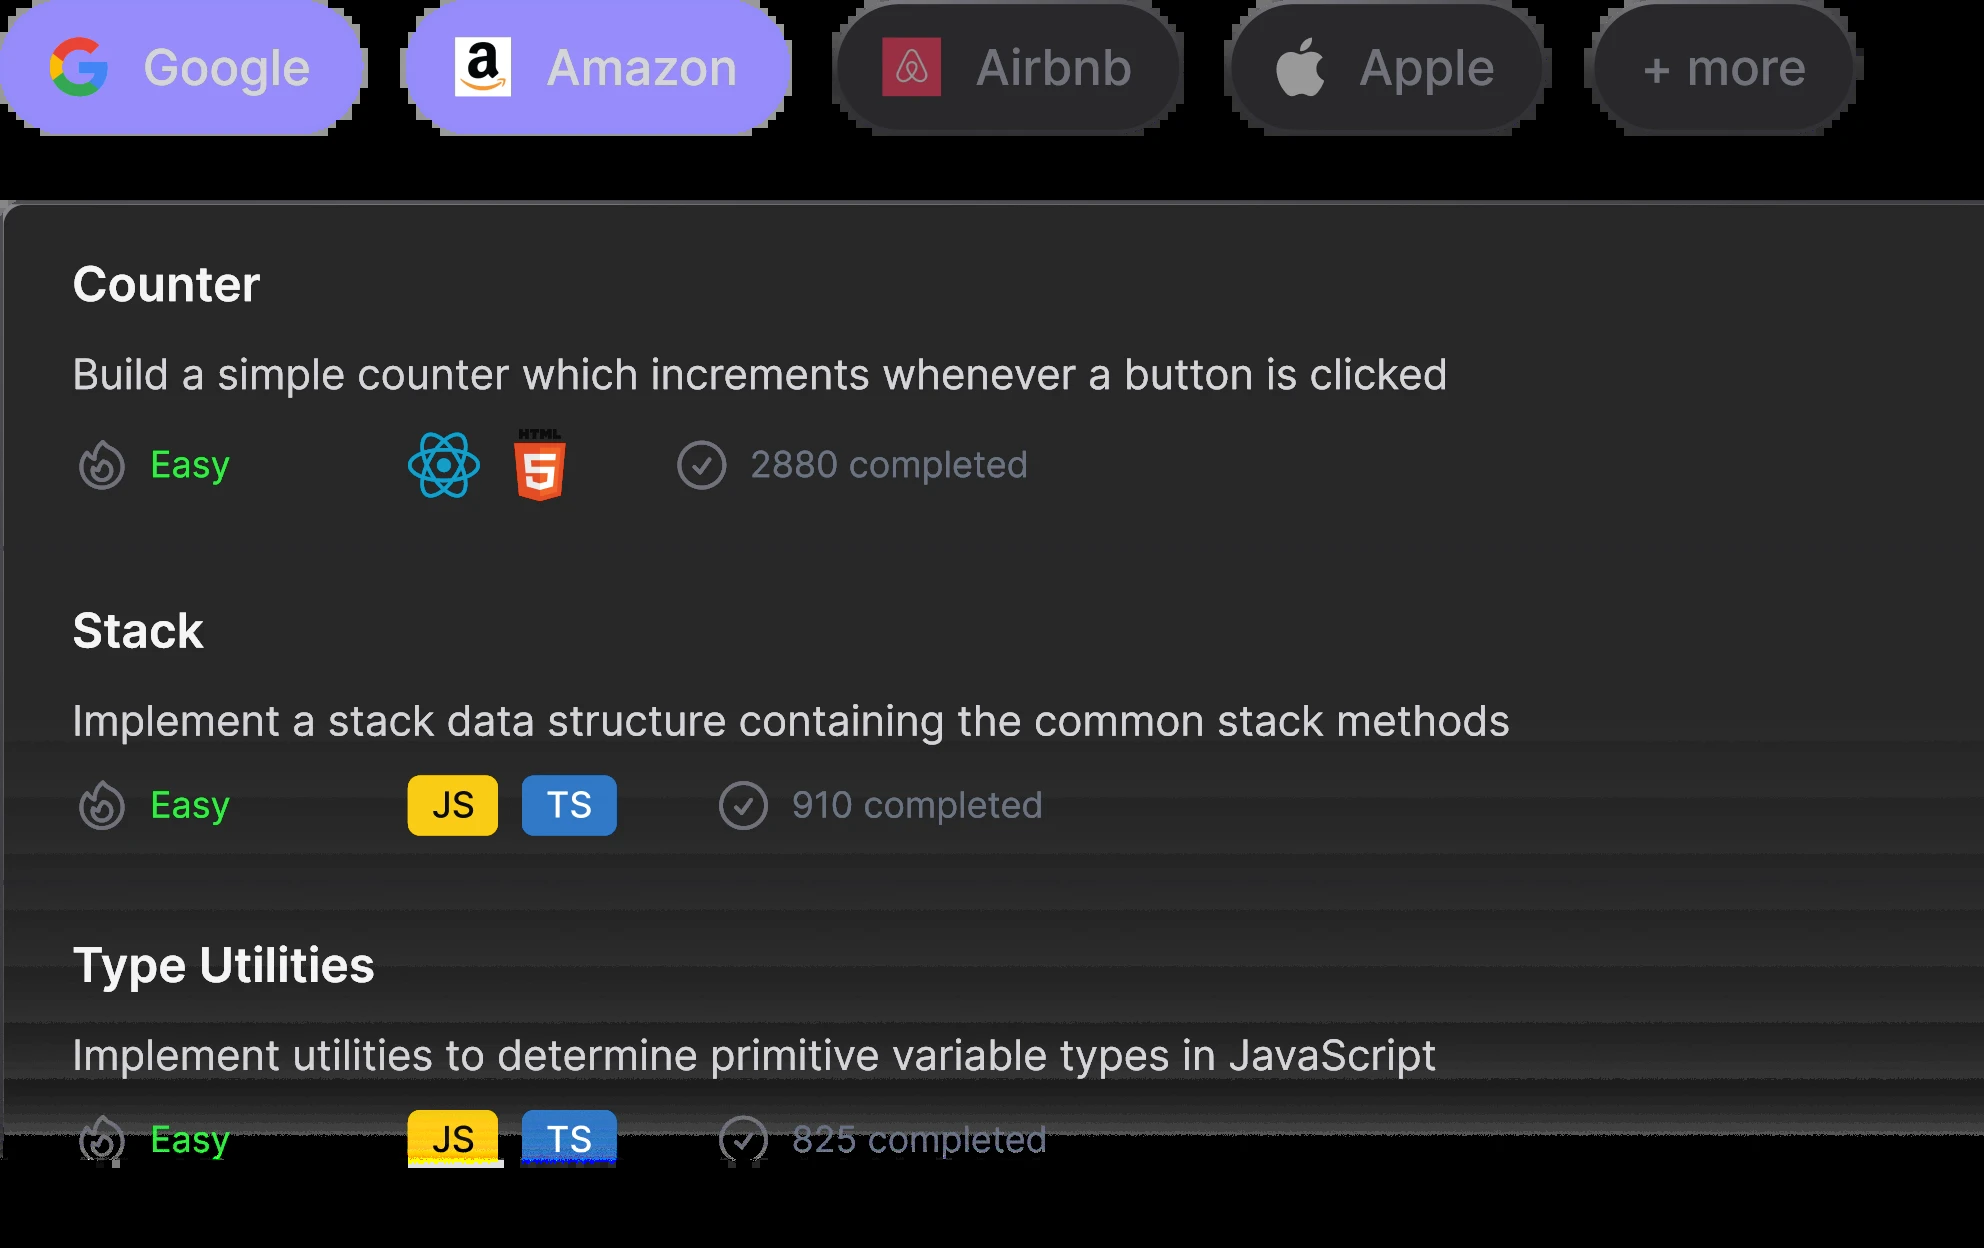 Google
a Amazon
Airbnb
Apple
+ more
Counter
Build a simple counter which increments whenever a button is clicked
Easy
HTML
5
2880 completed
Stack
Implement a stack data structure containing the common stack methods
Easy
JS
TS
910 completed
Type Utilities
Implement utilities to determine primitive variable types in JavaScript
Easy
JS
TS
825 completed